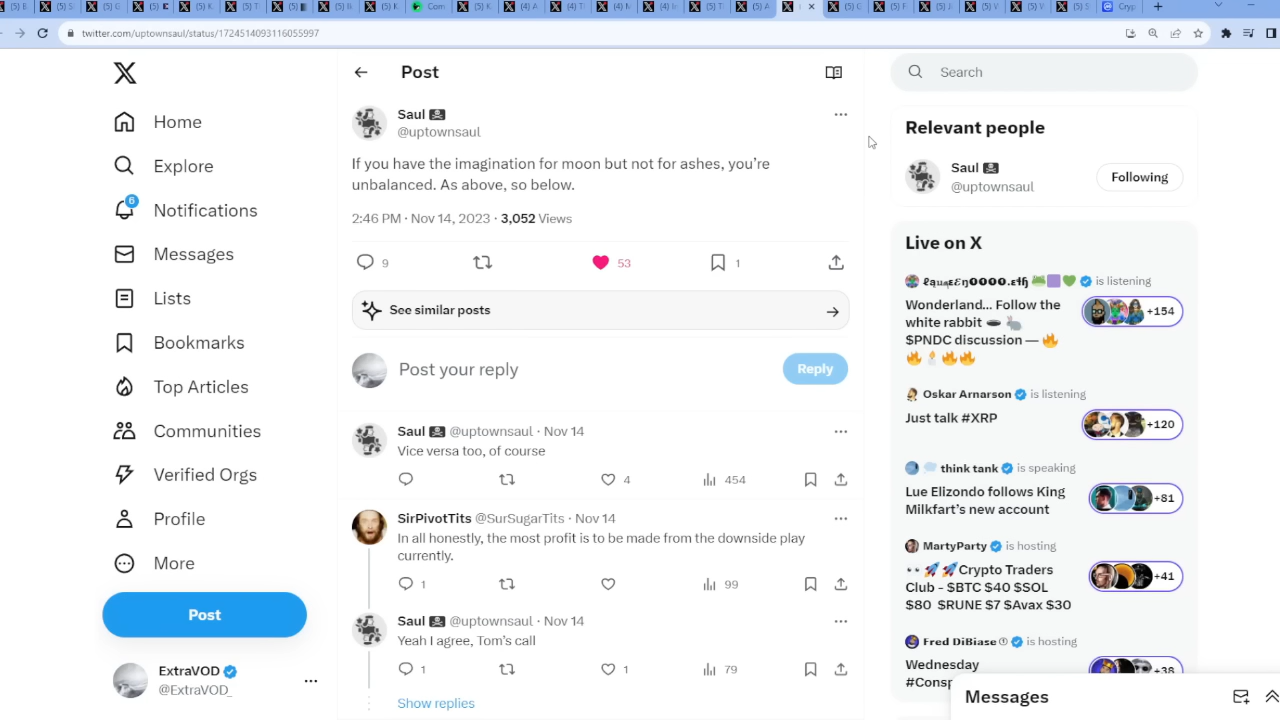 twitter.com/uptownsaul/status/1724514093116055997
Home
Explore
6
Notifications
Messages
Lists
Bookmarks
Top Articles
Communities
Verified Orgs
Profile
More
Post
ExtraVOD
@ExtraVOD_
Post
Saul
@uptownsaul
If you have the imagination for moon but not for ashes, you’re
unbalanced. As above, so below.
2:46 PM · Nov 14, 2023 · 3,052 Views
9
53
1
See similar posts
Post your reply
Reply
Saul @uptownsaul · Nov 14
Vice versa too, of course
4
454
SirPivotTits @SurSugarTits · Nov 14
In all honestly, the most profit is to be made from the downside play
currently.
1
99
Saul @uptownsaul · Nov 14
Yeah I agree, Tom’s call
1
1
79
Show replies
Search
Relevant people
Saul
@uptownsaul
Following
Live on X
is listening
Wonderland... Follow the
white rabbit
$PNDC discussion —
+154
Oskar Arnarson is listening
Just talk #XRP
+120
think tank is speaking
Lue Elizondo follows King
Milkfart’s new account
+81
MartyParty is hosting
Crypto Traders
Club - $BTC $40 $SOL
$80 $RUNE $7 $Avax $30
+41
Fred DiBiase is hosting
Wednesday
+38
Messages